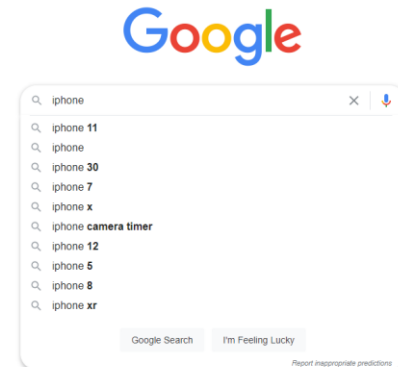 Google
iphone
iphone 11
iphone
iphone 30
iphone 7
iphone x
iphone camera timer
iphone 12
iphone 5
iphone 8
iphone xr
Google Search I'm Feeling Lucky
Report inappropriate predictions